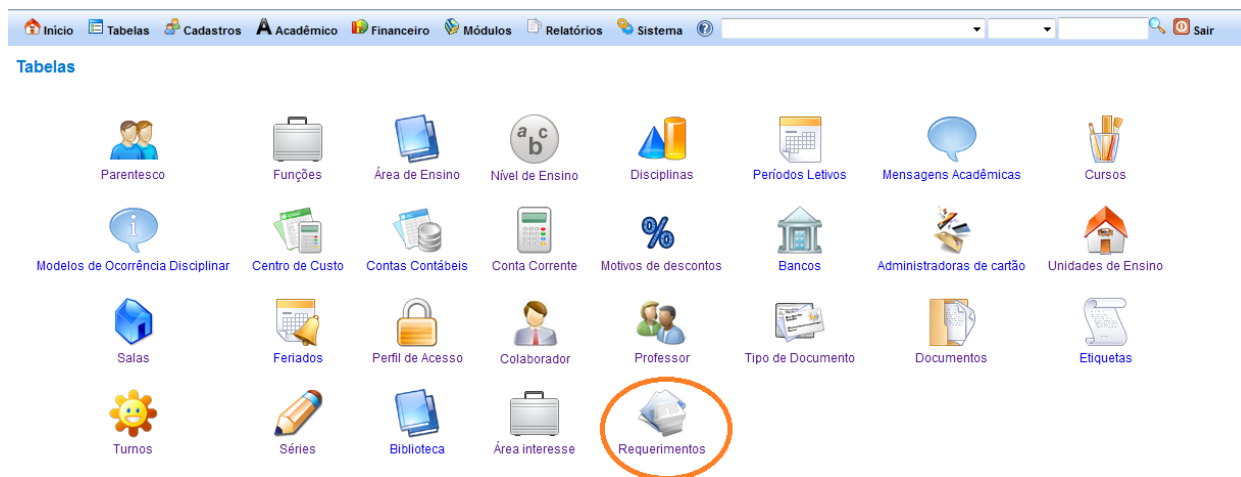 Início Tabelas Cadastros Acadêmico Financeiro Módulos Relatórios Sistema Sair
Tabelas
Parentesco Funções Área de Ensino Nível de Ensino Disciplinas Períodos Letivos Mensagens Acadêmicas Cursos
Modelos de Ocorrência Disciplinar Centro de Custo Contas Contábeis Conta Corrente Motivos de descontos Bancos Administradoras de cartão Unidades de Ensino
Salas Feriados Perfil de Acesso Colaborador Professor Tipo de Documento Documentos Etiquetas
Turnos Séries Biblioteca Área interesse Requerimentos